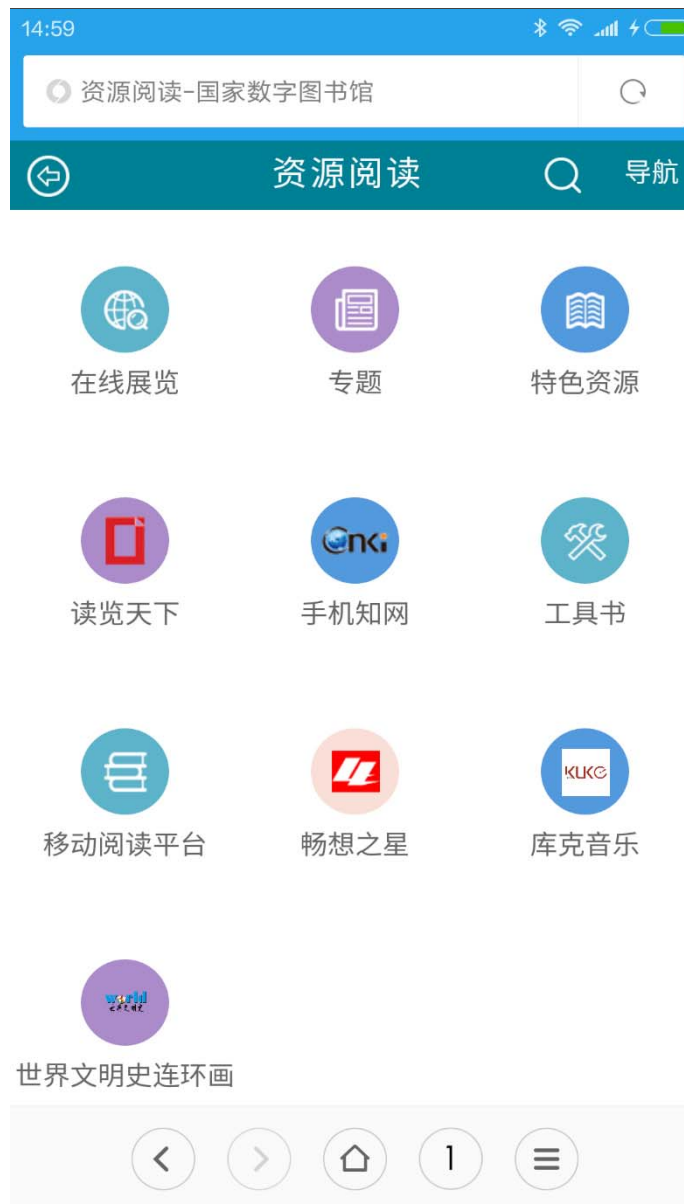 14:59
资源阅读-国家数字图书馆
资源阅读
导航
在线展览 专题 特色资源
cnki
读览天下 手机知网 工具书
KUKE
移动阅读平台 畅想之星 库克音乐
world
世界文明史连环画
1